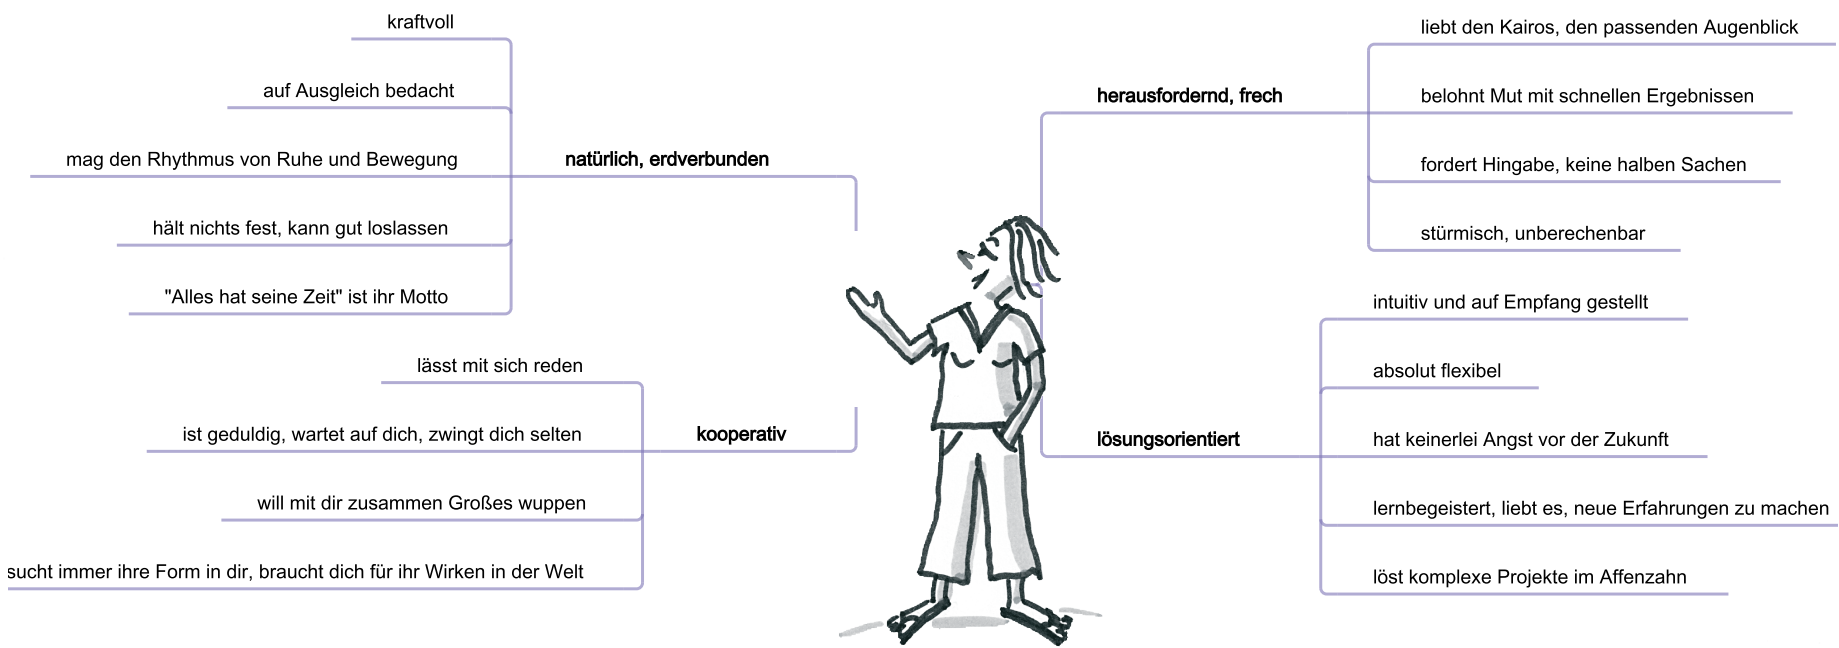 kraftvoll
auf Ausgleich bedacht
mag den Rhythmus von Ruhe und Bewegung
natürlich, erdverbunden
hält nichts fest, kann gut loslassen
"Alles hat seine Zeit" ist ihr Motto
lässt mit sich reden
ist geduldig, wartet auf dich, zwingt dich selten
kooperativ
will mit dir zusammen Großes wuppen
sucht immer ihre Form in dir, braucht dich für ihr Wirken in der Welt
herausfordernd, frech
liebt den Kairos, den passenden Augenblick
belohnt Mut mit schnellen Ergebnissen
fordert Hingabe, keine halben Sachen
stürmisch, unberechenbar
lösungsorientiert
intuitiv und auf Empfang gestellt
absolut flexibel
hat keinerlei Angst vor der Zukunft
lernbegeistert, liebt es, neue Erfahrungen zu machen
löst komplexe Projekte im Affenzahn